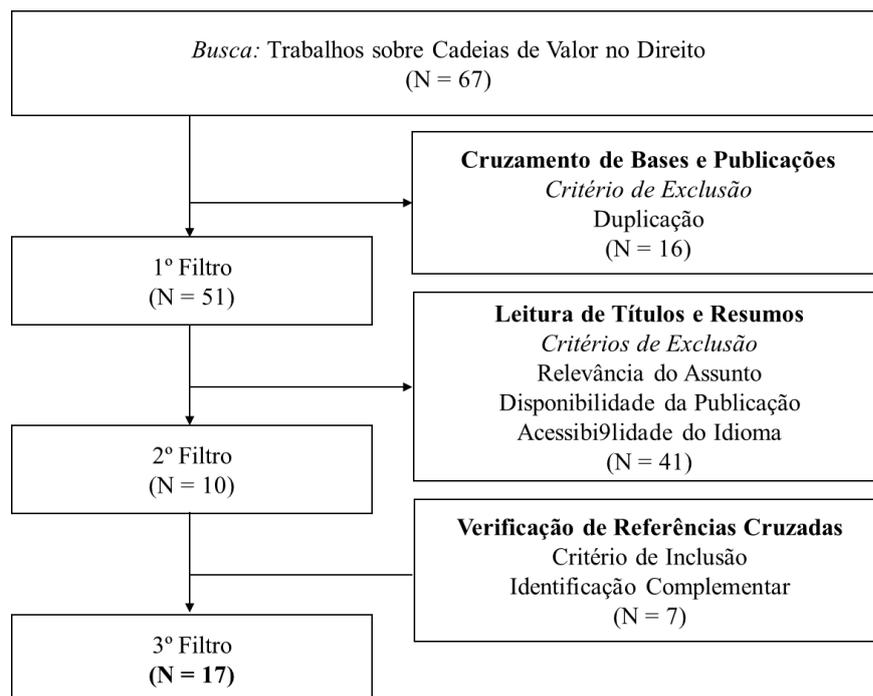 Busca: Trabalhos sobre Cadeias de Valor no Direito
(N = 67)
Cruzamento de Bases e Publicações
Critério de Exclusão
Duplicação
(N = 16)
1º Filtro
(N = 51)
Leitura de Títulos e Resumos
Critérios de Exclusão
Relevância do Assunto
Disponibilidade da Publicação
Acessibi9lidade do Idioma
(N = 41)
2º Filtro
(N = 10)
Verificação de Referências Cruzadas
Critério de Inclusão
Identificação Complementar
(N = 7)
3º Filtro
(N = 17)